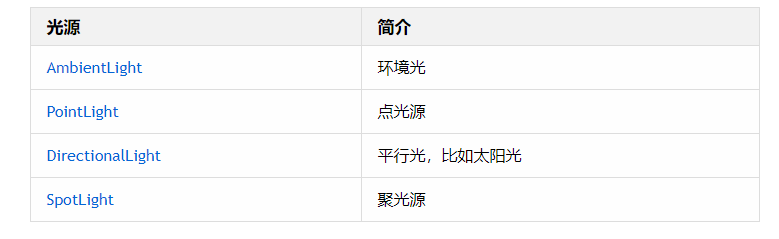 光源 简介
AmbientLight 环境光
PointLight 点光源
DirectionalLight 平行光，比如太阳光
SpotLight 聚光源